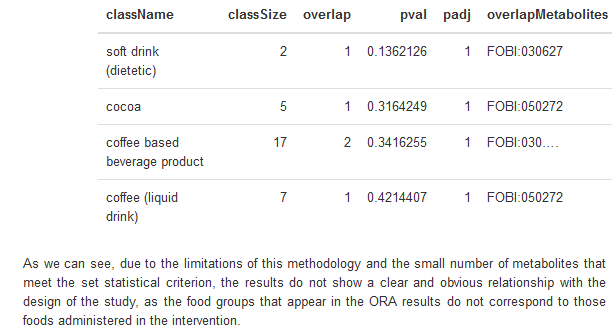 className classSize overlap pval padj overlapMetabolites
soft drink 2 1 0.1362126 1 FOBI:030627
(dietetic)
cocoa 5 1 0.3164249 1 FOBI:050272
coffee based 17 2 0.3416255 1 FOBI:030....
beverage product
coffee (liquid 7 1 0.4214407 1 FOBI:050272
drink)
As we can see, due to the limitations of this methodology and the small number of metabolites that
meet the set statistical criterion, the results do not show a clear and obvious relationship with the
design of the study, as the food groups that appear in the ORA results do not correspond to those
foods administered in the intervention.